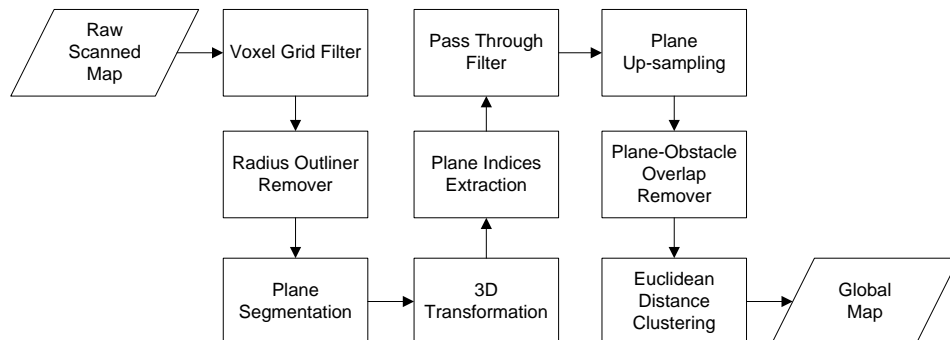 Raw
Scanned
Map
Voxel Grid Filter
Radius Outliner
Remover
Plane
Segmentation
3D
Transformation
Plane Indices
Extraction
Pass Through
Filter
Plane
Up-sampling
Plane-Obstacle
Overlap
Remover
Euclidean
Distance
Clustering
Global
Map